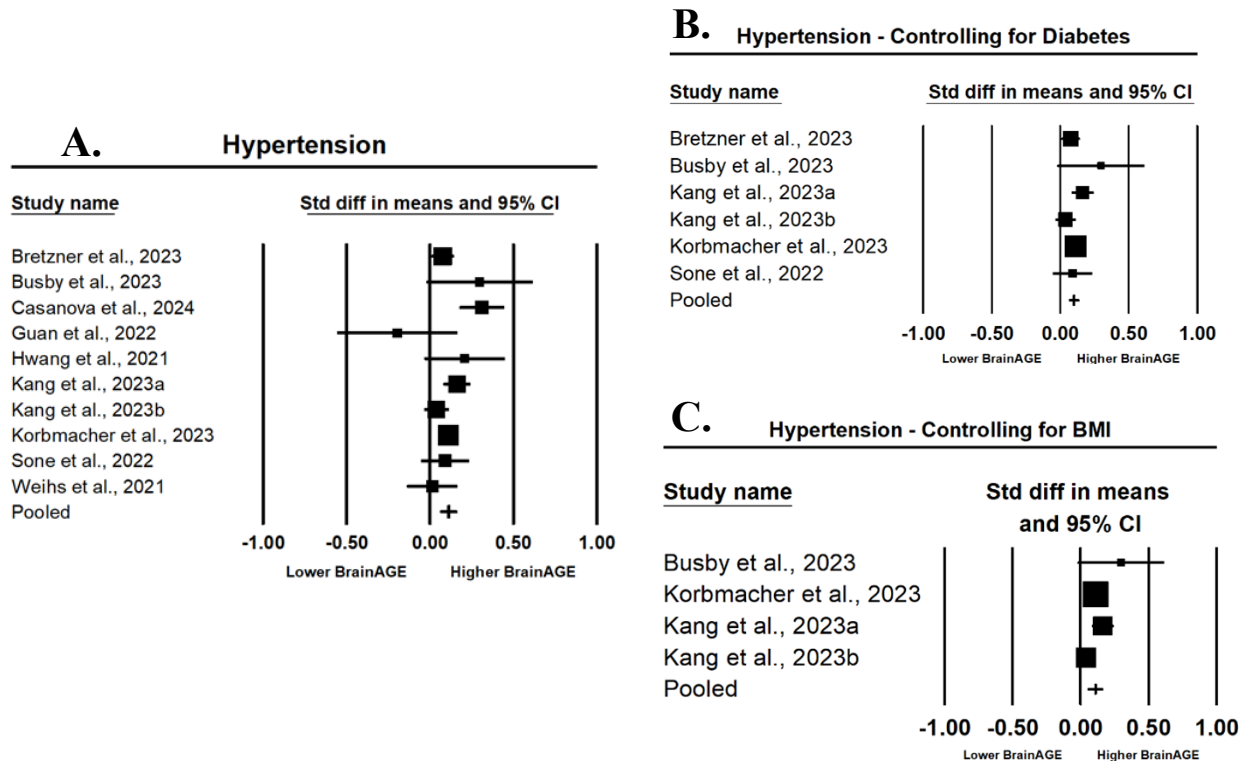 A.
Hypertension
Study name
Std diff in means and 95% CI
Bretzner et al., 2023
Busby et al., 2023
Casanova et al., 2024
Guan et al., 2022
Hwang et al., 2021
Kang et al., 2023a
Kang et al., 2023b
Korbmacher et al., 2023
Sone et al., 2022
Weihs et al., 2021
Pooled
-1.00 -0.50 0.00 0.50 1.00
Lower BrainAGE Higher BrainAGE
B.
Hypertension - Controlling for Diabetes
Study name
Std diff in means and 95% CI
Bretzner et al., 2023
Busby et al., 2023
Kang et al., 2023a
Kang et al., 2023b
Korbmacher et al., 2023
Sone et al., 2022
Pooled
-1.00 -0.50 0.00 0.50 1.00
Lower BrainAGE Higher BrainAGE
C.
Hypertension - Controlling for BMI
Study name
Std diff in means
and 95% CI
Busby et al., 2023
Korbmacher et al., 2023
Kang et al., 2023a
Kang et al., 2023b
Pooled
-1.00 -0.50 0.00 0.50 1.00
Lower BrainAGE Higher BrainAGE